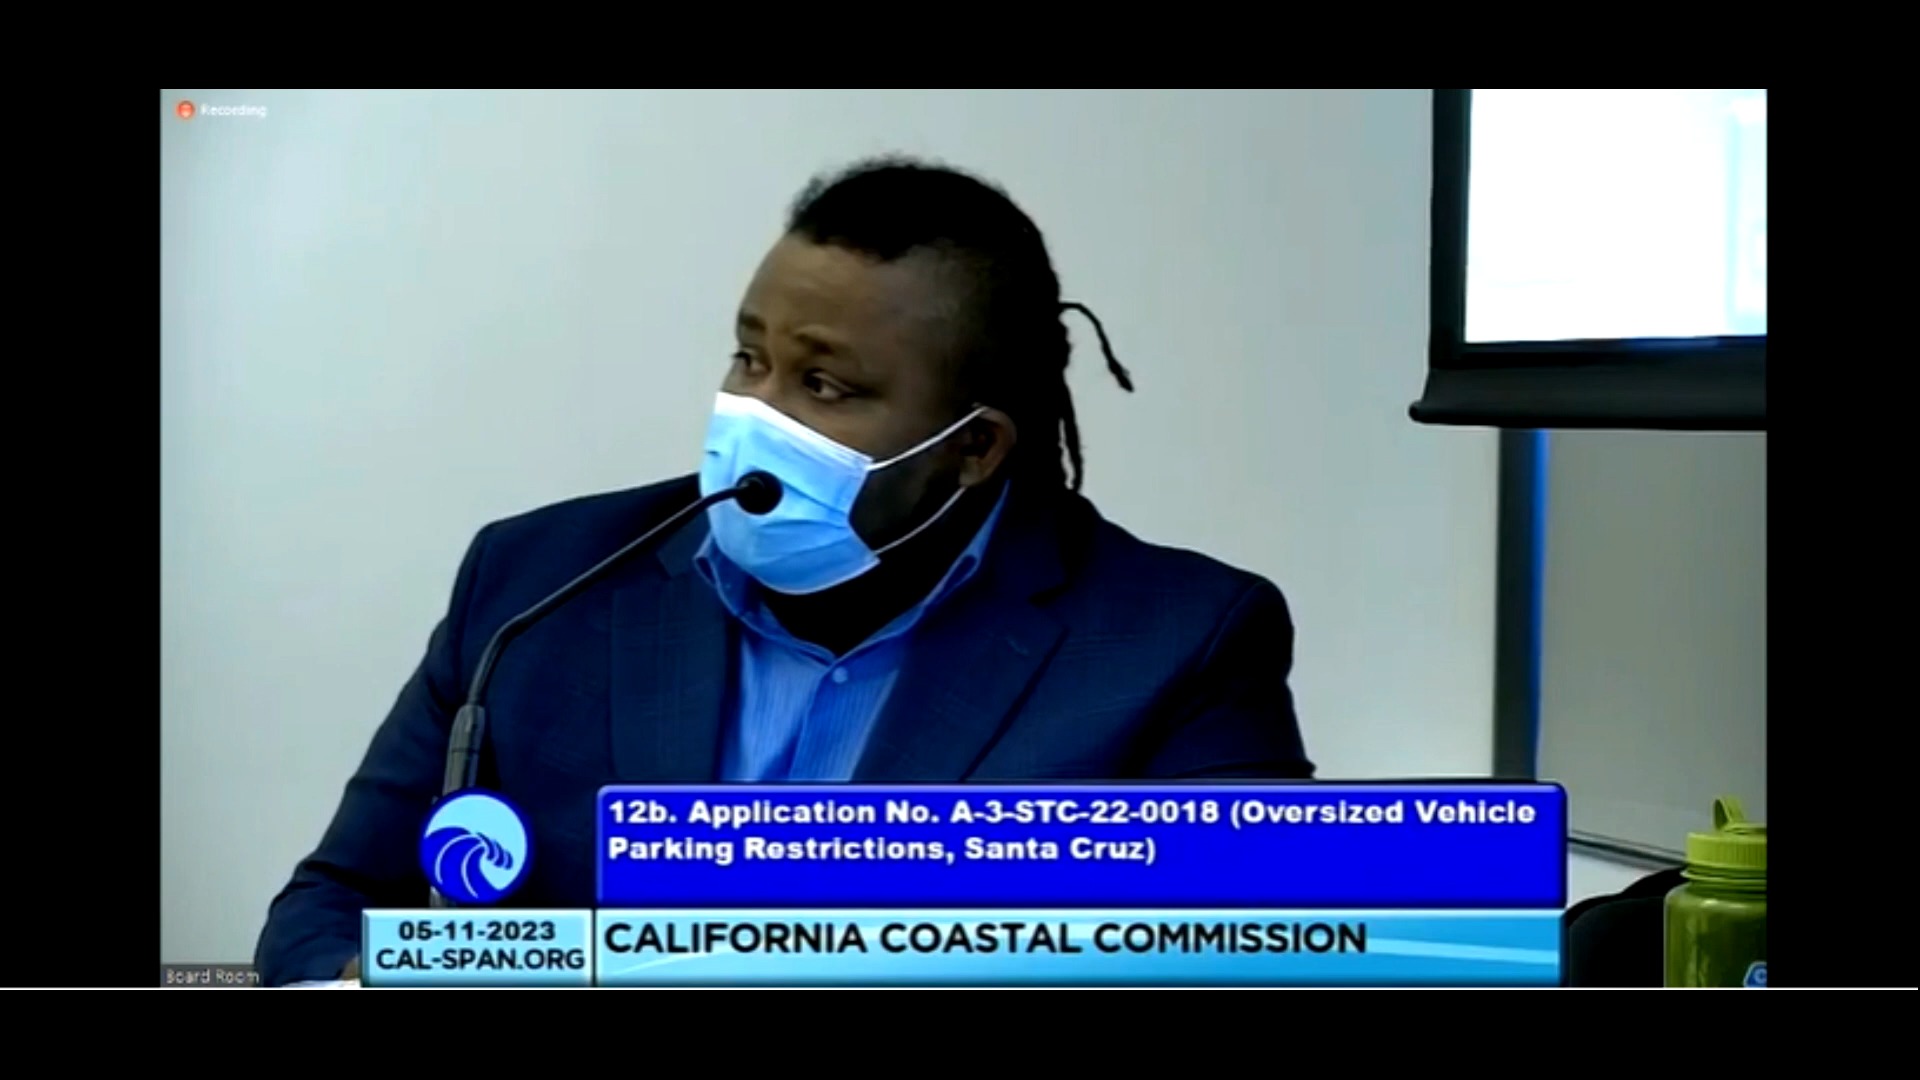 Recording
12b. Application No. A-3-STC-22-0018 (Oversized Vehicle
Parking Restrictions, Santa Cruz)
05-11-2023
CAL-SPAN.ORG
CALIFORNIA COASTAL COMMISSION
Board Room